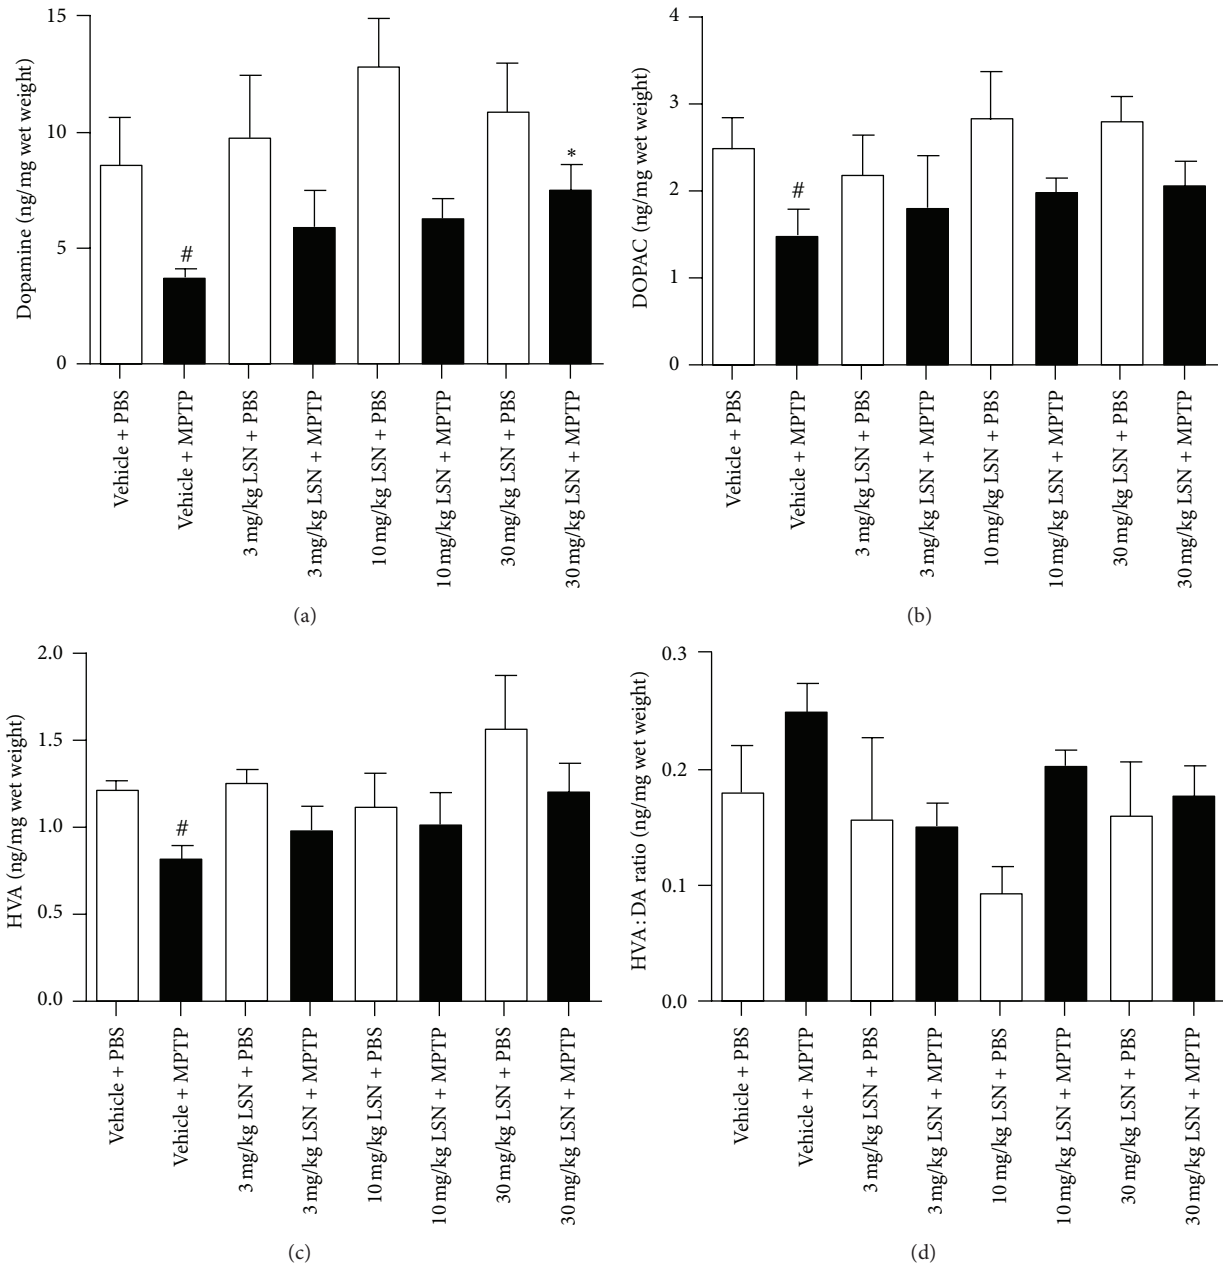 15
10
5
0
Dopamine (ng/mg wet weight)
#
*
Vehicle + PBS
Vehicle + MPTP
3 mg/kg LSN + PBS
3 mg/kg LSN + MPTP
10 mg/kg LSN + PBS
10 mg/kg LSN + MPTP
30 mg/kg LSN + PBS
30 mg/kg LSN + MPTP
(a)
4
3
2
1
0
DOPAC (ng/mg wet weight)
#
Vehicle + PBS
Vehicle + MPTP
3 mg/kg LSN + PBS
3 mg/kg LSN + MPTP
10 mg/kg LSN + PBS
10 mg/kg LSN + MPTP
30 mg/kg LSN + PBS
30 mg/kg LSN + MPTP
(b)
2.0
1.5
1.0
0.5
0.0
HVA (ng/mg wet weight)
#
Vehicle + PBS
Vehicle + MPTP
3 mg/kg LSN + PBS
3 mg/kg LSN + MPTP
10 mg/kg LSN + PBS
10 mg/kg LSN + MPTP
30 mg/kg LSN + PBS
30 mg/kg LSN + MPTP
(c)
0.3
0.2
0.1
0.0
HVA : DA ratio (ng/mg wet weight)
Vehicle + PBS
Vehicle + MPTP
3 mg/kg LSN + PBS
3 mg/kg LSN + MPTP
10 mg/kg LSN + PBS
10 mg/kg LSN + MPTP
30 mg/kg LSN + PBS
30 mg/kg LSN + MPTP
(d)